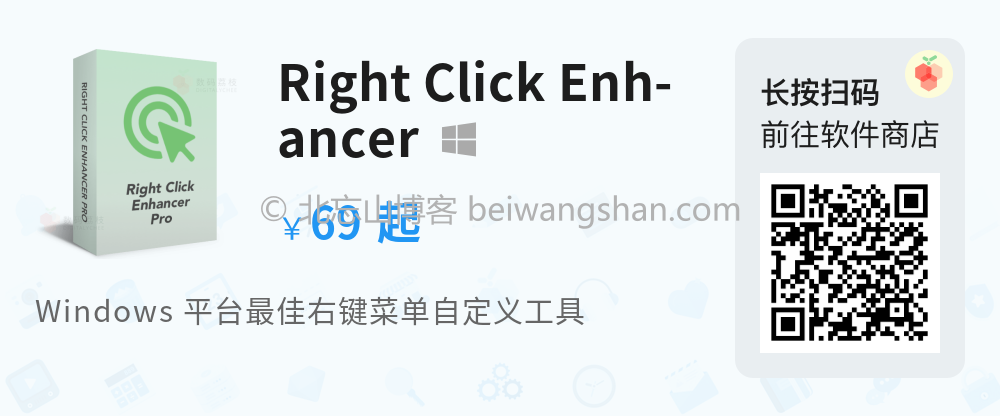 RIGHT CLICK ENHANCER PRO
Right Click
Enhancer
Pro
Right Click Enh-
ancer
¥69 起
© 北忘山博客 beiwangshan.com
Windows 平台最佳右键菜单自定义工具
长按扫码
前往软件商店